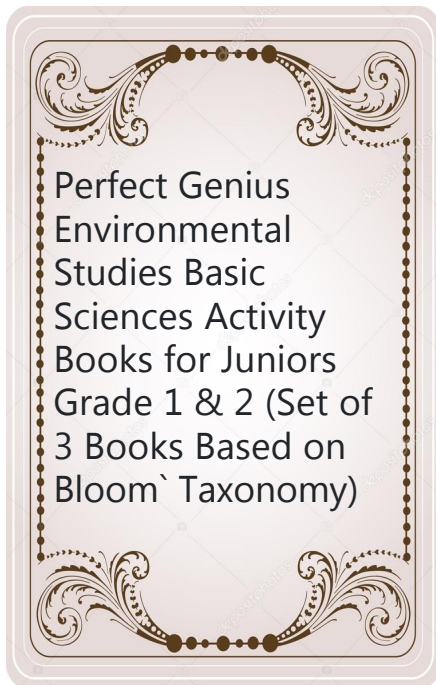 Perfect Genius
Environmental
Studies Basic
Sciences Activity
Books for Juniors
Grade 1 & 2 (Set of
3 Books Based on
Bloom` Taxonomy)